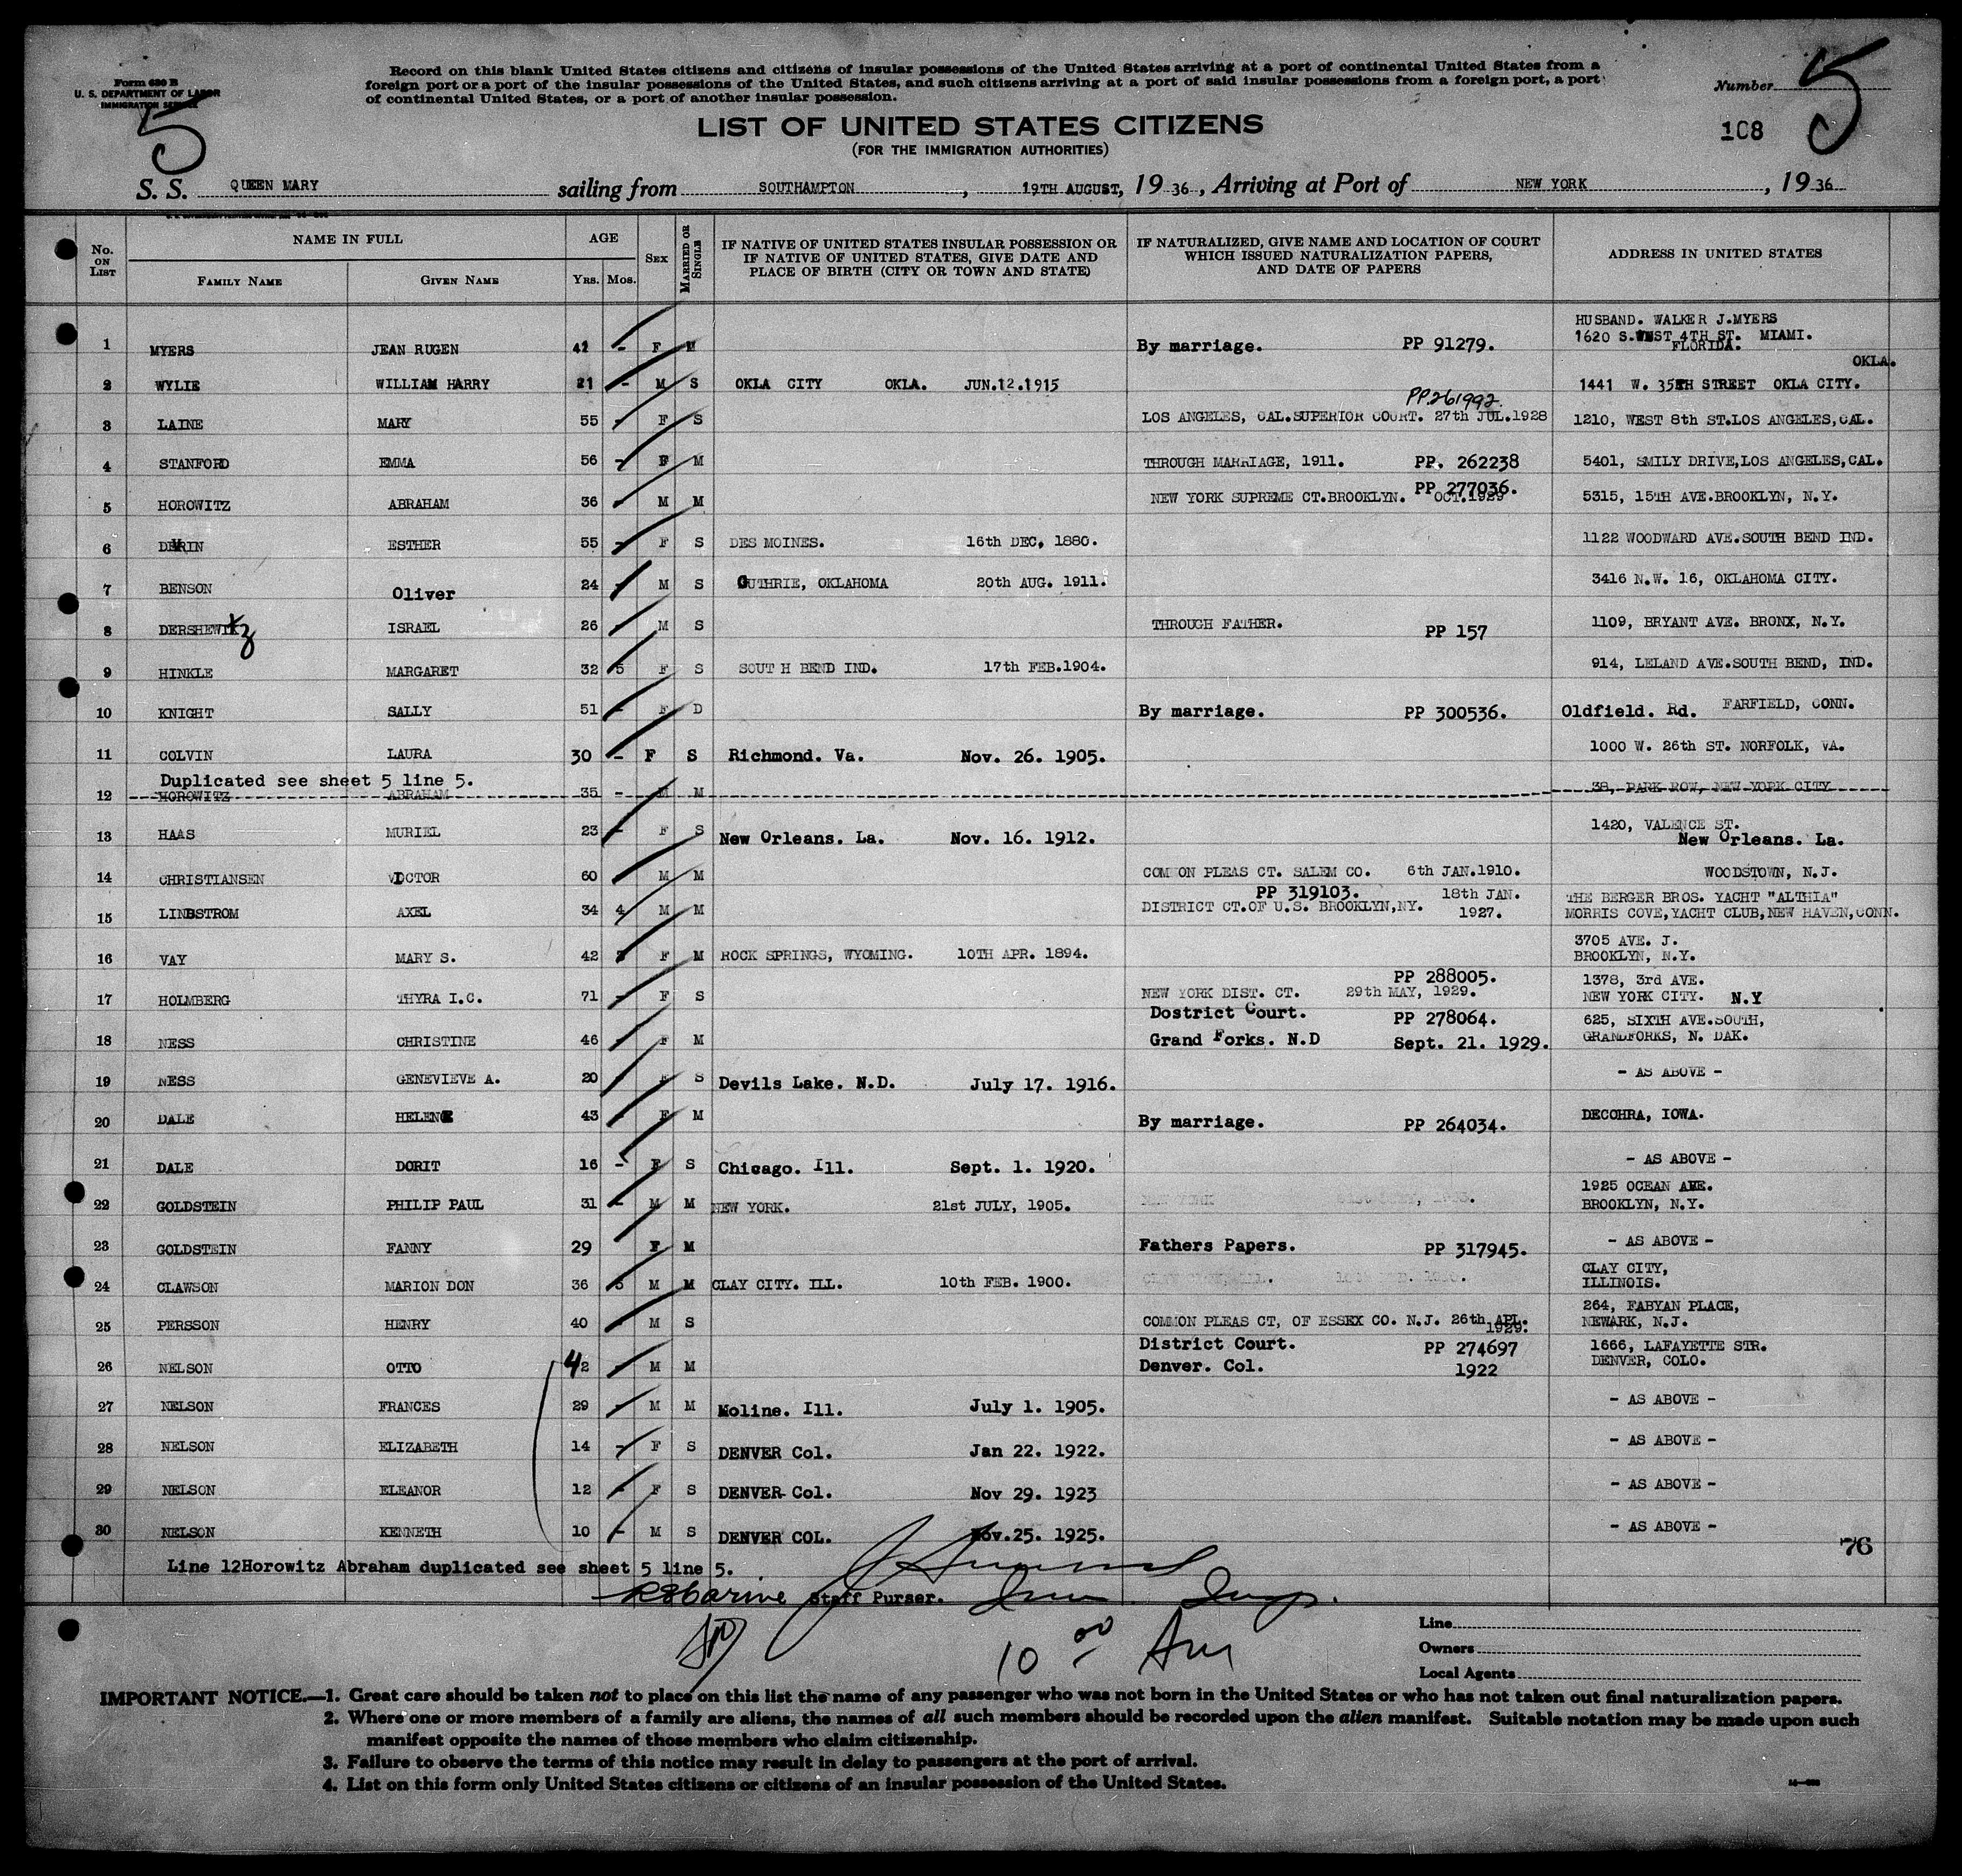 Form 630 B
U. S. DEPARTMENT OF LABOR
IMMIGRATION SERVICE
5
Record on this blank United States citizens and citizens of insular possessions of the United States arriving at a port of continental United States from a
foreign port or a port of the insular possessions of the United States, and such citizens arriving at a port of said insular possessions from a foreign port, a port
of continental United States, or a port of another insular possession.
Number 5
108
LIST OF UNITED STATES CITIZENS
(FOR THE IMMIGRATION AUTHORITIES)
S. S. QUEEN MARY sailing from SOUTHAMPTON, 19TH AUGUST, 19 36, Arriving at Port of NEW YORK, 19 36
No. ON LIST NAME IN FULL AGE SEX MARRIED OR SINGLE IF NATIVE OF UNITED STATES INSULAR POSSESSION OR IF NATIVE OF UNITED STATES, GIVE DATE AND PLACE OF BIRTH (CITY OR TOWN AND STATE) IF NATURALIZED, GIVE NAME AND LOCATION OF COURT WHICH ISSUED NATURALIZATION PAPERS, AND DATE OF PAPERS ADDRESS IN UNITED STATES
FAMILY NAME GIVEN NAME YRS. MOS.
HUSBAND. WALKER J.MYERS
1 MYERS JEAN RUGEN 41 - F M By marriage. PP 91279. 1620 S.WEST 4TH ST. MIAMI.
FLORIDA.
OKLA.
2 WYLIE WILLIAM HARRY 21 - M S OKLA CITY OKLA. JUN.12.1915 1441 W. 35TH STREET OKLA CITY.
PP.261992.
3 LAINE MARY 55 - F S LOS ANGELES, CAL.SUPERIOR COURT. 27th JUL.1928 1210, WEST 8th ST.LOS ANGELES,CAL.
4 STANFORD EMMA 56 - F M THROUGH MARRIAGE, 1911. PP. 262238 5401, SMILY DRIVE,LOS ANGELES,CAL.
PP 277036.
5 HOROWITZ ABRAHAM 36 - M M NEW YORK SUPREME CT.BROOKLYN. OCT.1929 5315, 15TH AVE.BROOKLYN, N.Y.
6 DEVRIN ESTHER 55 - F S DES MOINES. 16th DEC, 1880. 1122 WOODWARD AVE.SOUTH BEND IND.
7 BENSON Oliver 24 - M S GUTHRIE, OKLAHOMA 20th AUG. 1911. 3416 N.W. 16, OKLAHOMA CITY.
8 DERSHEWITZ ISRAEL 26 - M S THROUGH FATHER. PP 157 1109, BRYANT AVE. BRONX, N.Y.
9 HINKLE MARGARET 32 5 F S SOUT H BEND IND. 17th FEB.1904. 914, LELAND AVE.SOUTH BEND, IND.
10 KNIGHT SALLY 51 - F D By marriage. PP 300536. Oldfield. Rd. FARFIELD, CONN.
11 COLVIN LAURA 30 - F S Richmond. Va. Nov. 26. 1905. 1000 W. 26th ST. NORFOLK, VA.
Duplicated see sheet 5 line 5.
12 HOROWITZ ABRAHAM 35 - M M 38, PARK ROW, NEW YORK CITY
13 HAAS MURIEL 23 - F S New Orleans. La. Nov. 16. 1912. 1420, VALENCE ST.
New Orleans. La.
14 CHRISTIANSEN VICTOR 60 M M COMMON PLEAS CT. SALEM CO. 6th JAN.1910. WOODSTOWN, N.J.
PP 319103. 18th JAN. THE BERGER BROS. YACHT "ALTHIA"
15 LINDSTROM AXEL 34 4 M M DISTRICT CT.OF U.S. BROOKLYN,NY. 1927. MORRIS COVE,YACHT CLUB,NEW HAVEN,CONN.
3705 AVE. J.
16 VAY MARY S. 42 F M ROCK SPRINGS, WYOMING. 10TH APR. 1894. BROOKLYN, N.Y.
PP 288005. 1378, 3rd AVE.
17 HOLMBERG THYRA I.C. 71 - F S NEW YORK DIST. CT. 29th MAY, 1929. NEW YORK CITY. N.Y
Dostrict Court. PP 278064. 625, SIXTH AVE.SOUTH,
18 NESS CHRISTINE 46 - F M Grand Forks. N.D Sept. 21. 1929. GRANDFORKS, N. DAK.
19 NESS GENEVIEVE A. 20 F S Devils Lake. N.D. July 17. 1916. - AS ABOVE -
20 DALE HELENE 43 - F M By marriage. PP 264034. DECOHRA, IOWA.
21 DALE DORIT 16 - F S Chicago. Ill. Sept. 1. 1920. - AS ABOVE -
1925 OCEAN AVE.
22 GOLDSTEIN PHILIP PAUL 31 - M M NEW YORK. 21st JULY, 1905. NEW YORK BROOKLYN, N.Y.
23 GOLDSTEIN FANNY 29 F M Fathers Papers. PP 317945. - AS ABOVE -
CLAY CITY,
24 CLAWSON MARION DON 36 5 M M CLAY CITY. ILL. 10th FEB. 1900. ILLINOIS.
264, FABYAN PLACE,
25 PERSSON HENRY 40 - M S COMMON PLEAS CT, OF ESSEX CO. N.J. 26th APL. 1929. NEWARK, N.J.
District Court. PP 274697 1666, LAFAYETTE STR.
26 NELSON OTTO 42 - M M Denver. Col. 1922 DENVER, COLO.
27 NELSON FRANCES 29 - M M Moline. Ill. July 1. 1905. - AS ABOVE -
28 NELSON ELIZABETH 14 - F S DENVER Col. Jan 22. 1922. - AS ABOVE -
29 NELSON ELEANOR 12 - F S DENVER Col. Nov 29. 1923 - AS ABOVE -
30 NELSON KENNETH 10 - M S DENVER COL. Nov.25. 1925. - AS ABOVE -
76
Line 12Horowitz Abraham duplicated see sheet 5 line 5.
Staff Purser.
10 00 Am
Line
Owners
Local Agents
IMPORTANT NOTICE.—1. Great care should be taken not to place on this list the name of any passenger who was not born in the United States or who has not taken out final naturalization papers.
2. Where one or more members of a family are aliens, the names of all such members should be recorded upon the alien manifest. Suitable notation may be made upon such
manifest opposite the names of those members who claim citizenship.
3. Failure to observe the terms of this notice may result in delay to passengers at the port of arrival.
4. List on this form only United States citizens or citizens of an insular possession of the United States.